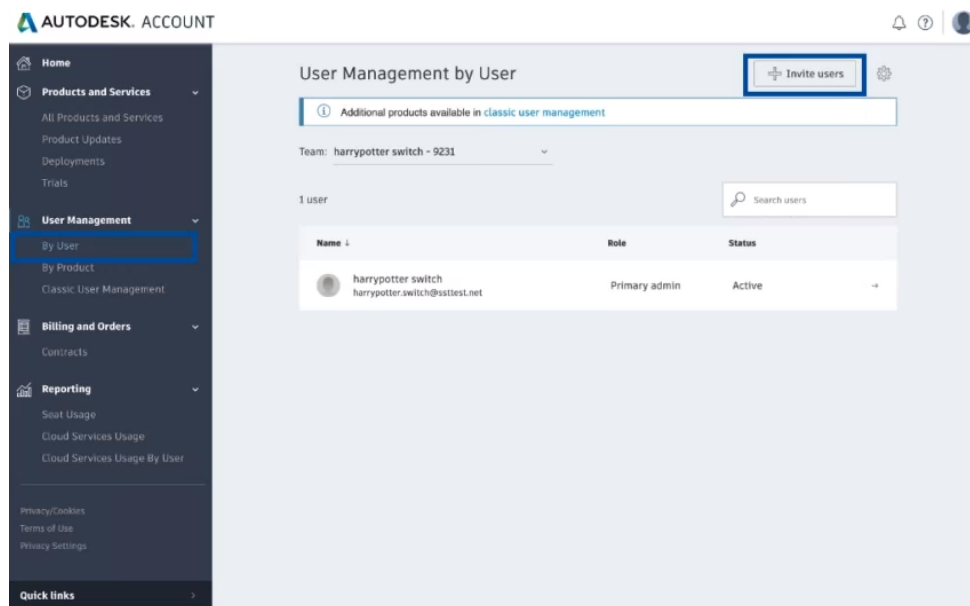 AUTODESK. ACCOUNT
Home
Products and Services
All Products and Services
Product Updates
Deployments
Trials
User Management
By User
By Product
Classic User Management
Billing and Orders
Contracts
Reporting
Seat Usage
Cloud Services Usage
Cloud Services Usage By User
Privacy/Cookies
Terms of Use
Privacy Settings
Quick links
User Management by User
Invite users
Additional products available in classic user management
Team: harrypotter switch - 9231
1 user
Search users
Name ↓ Role Status
harrypotter switch
harrypotter.switch@ssttest.net
Primary admin Active →